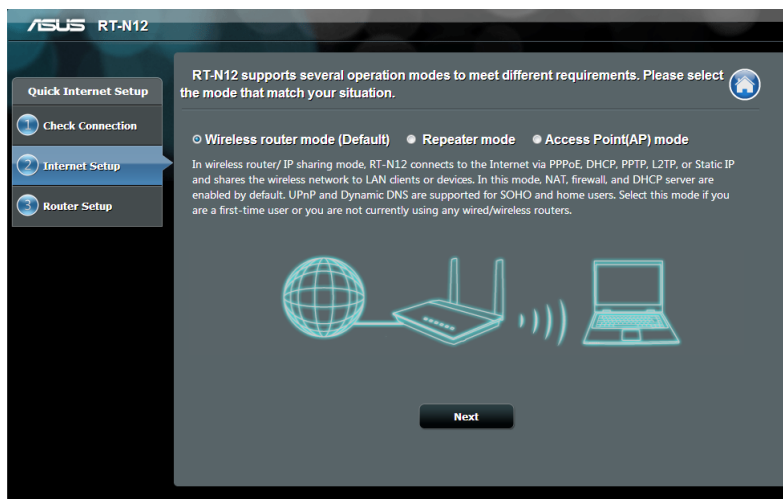 ASUS RT-N12
Quick Internet Setup
1 Check Connection
2 Internet Setup
3 Router Setup
RT-N12 supports several operation modes to meet different requirements. Please select
the mode that match your situation.
Wireless router mode (Default) Repeater mode Access Point(AP) mode
In wireless router/ IP sharing mode, RT-N12 connects to the Internet via PPPoE, DHCP, PPTP, L2TP, or Static IP
and shares the wireless network to LAN clients or devices. In this mode, NAT, firewall, and DHCP server are
enabled by default. UPnP and Dynamic DNS are supported for SOHO and home users. Select this mode if you
are a first-time user or you are not currently using any wired/wireless routers.
Next